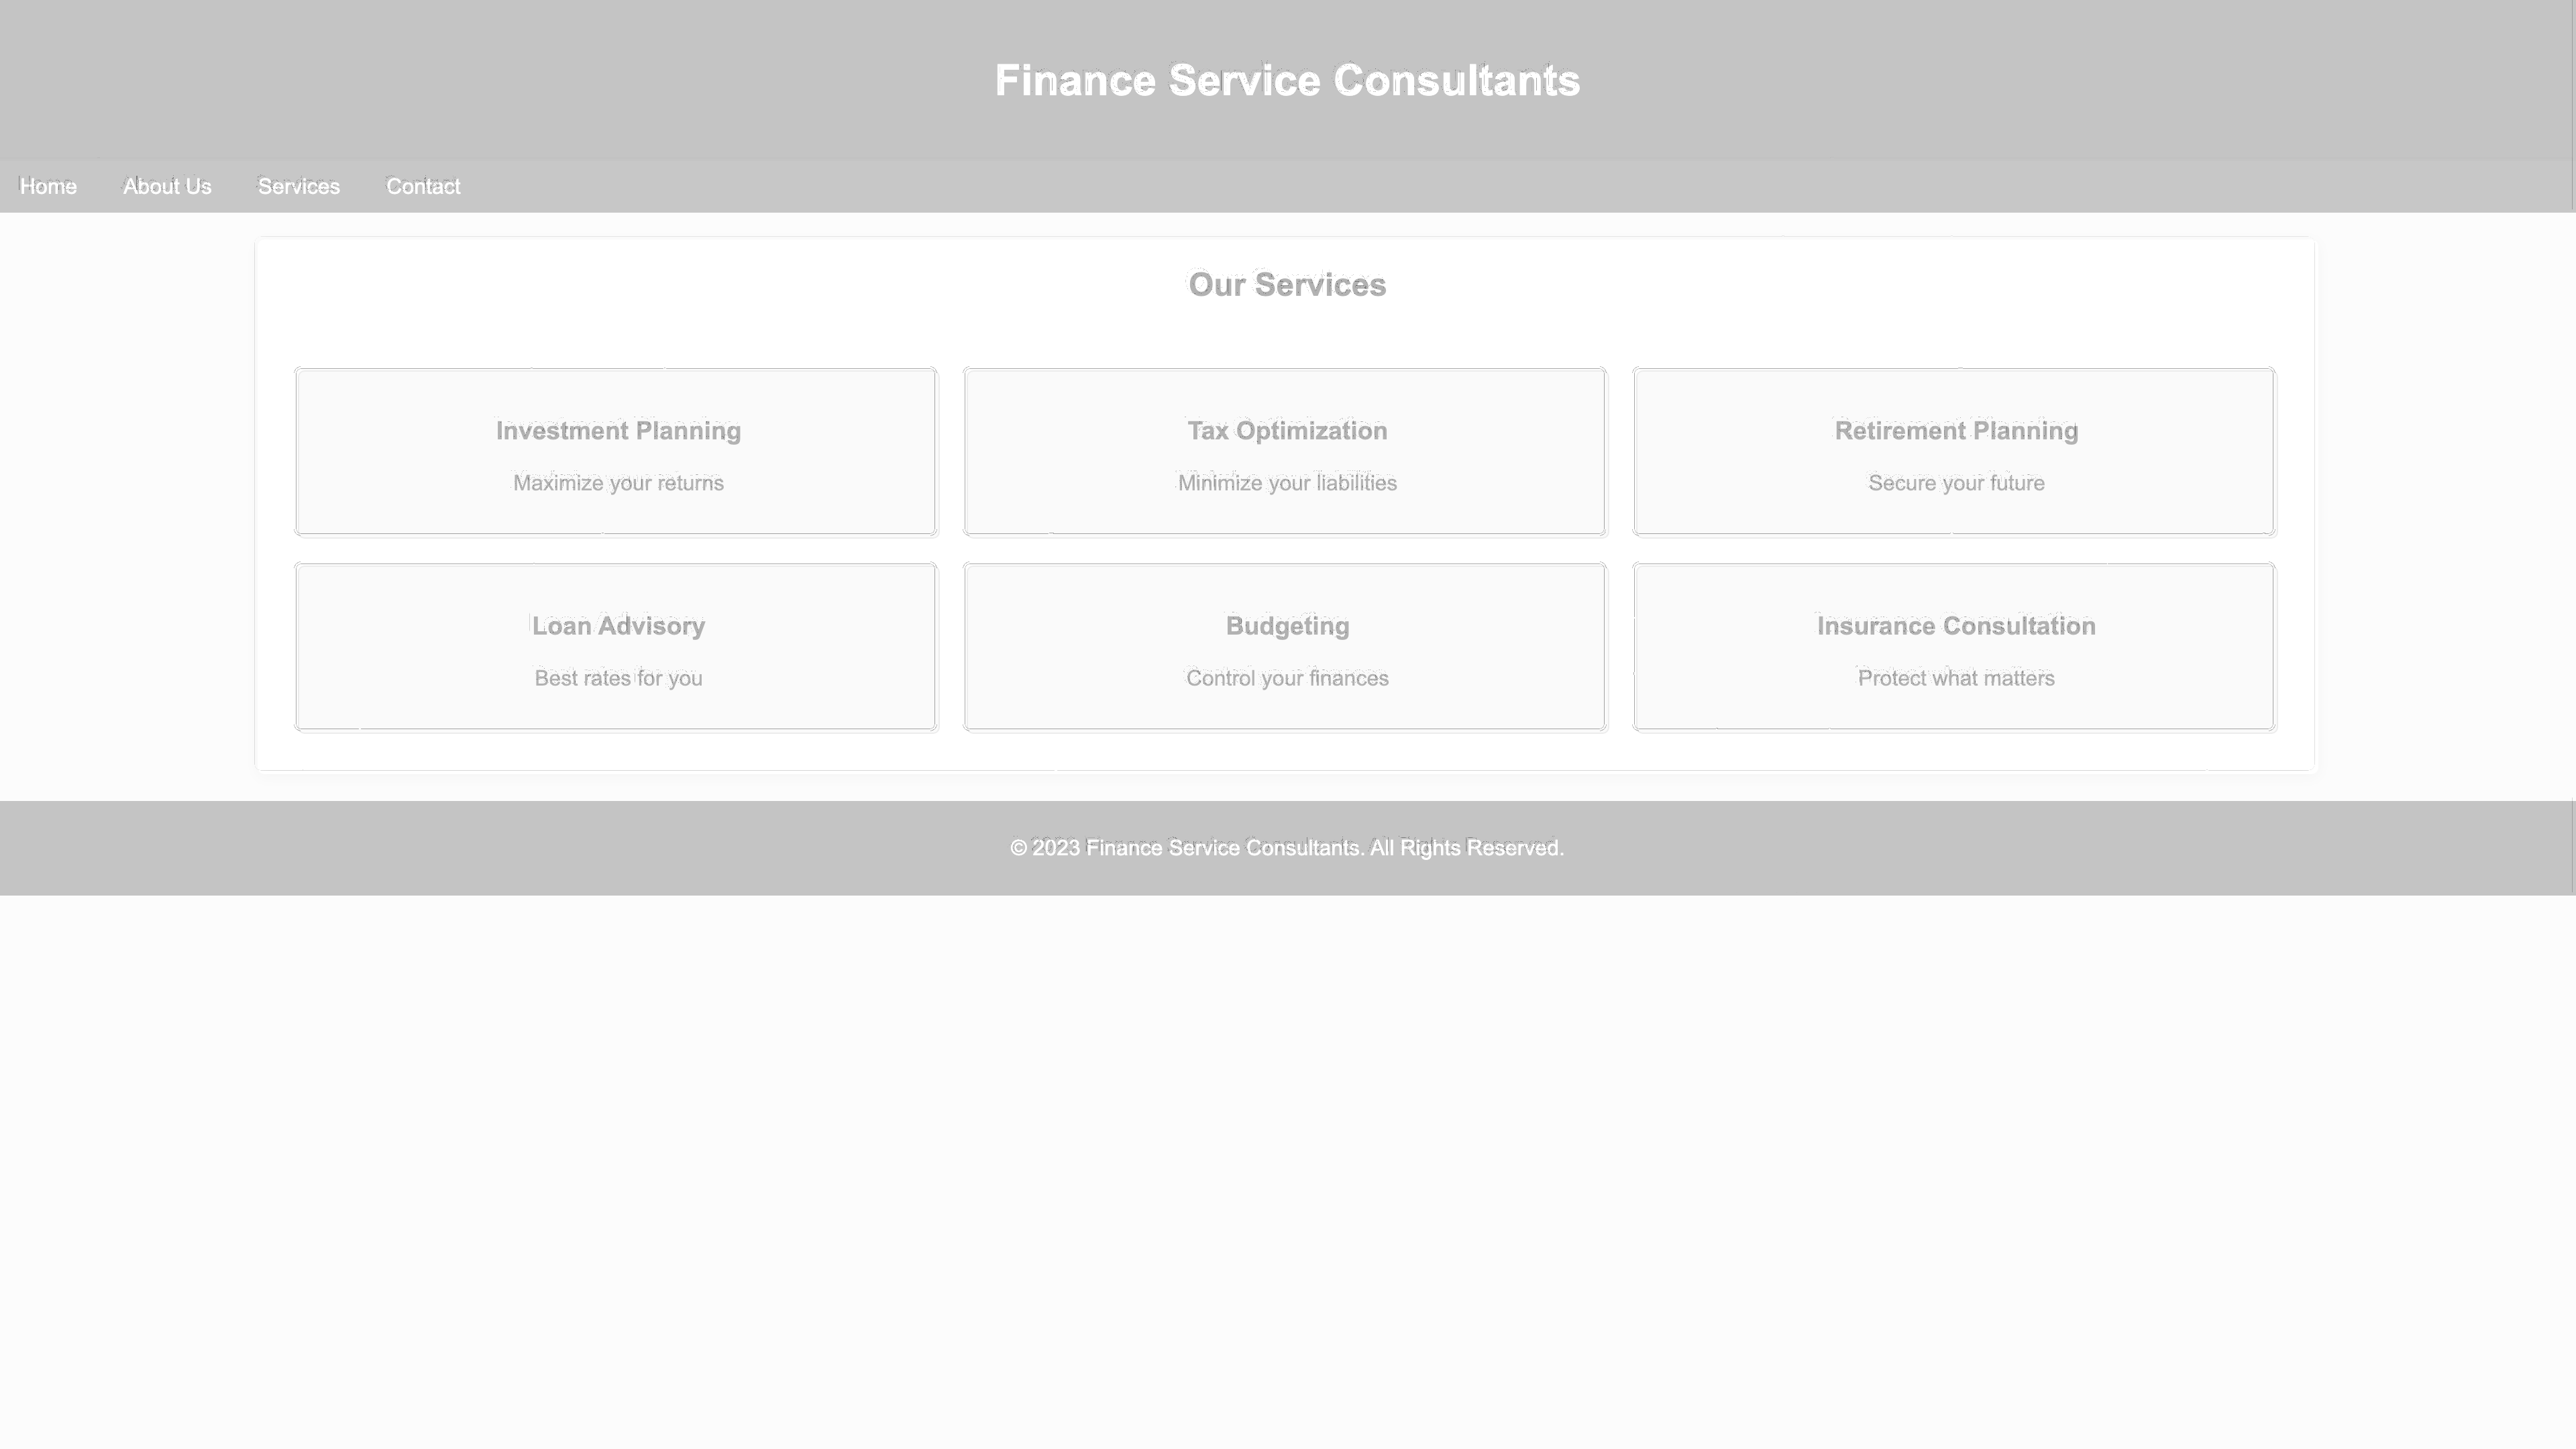 Finance Service Consultants
Home About Us Services Contact
Our Services
Investment Planning
Maximize your returns
Tax Optimization
Minimize your liabilities
Retirement Planning
Secure your future
Loan Advisory
Best rates for you
Budgeting
Control your finances
Insurance Consultation
Protect what matters
© 2023 Finance Service Consultants. All Rights Reserved.